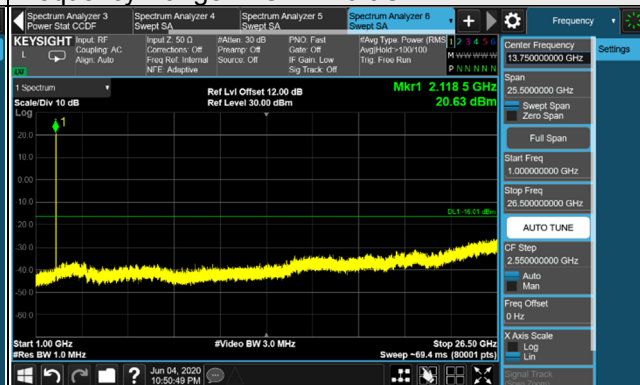 Spectrum Analyzer 3
Power Stat CCDF
Spectrum Analyzer 4
Swept SA
Spectrum Analyzer 5
Swept SA
Spectrum Analyzer 6
Swept SA
Frequency
KEYSIGHT
L
Input: RF
Coupling: AC
Align: Auto
Input Z: 50 Ω
Corrections: Off
Freq Ref: Internal
NFE: Adaptive
#Atten: 30 dB
Preamp: Off
Source: Off
PNO: Fast
Gate: Off
IF Gain: Low
Sig Track: Off
#Avg Type: Power (RMS
Avg|Hold:>100/100
Trig: Free Run
1 2 3 4 5 6
M W W W W W
P N N N N N
Center Frequency
13.750000000 GHz
Settings
1 Spectrum
Scale/Div 10 dB
Log
Ref Lvl Offset 12.00 dB
Ref Level 30.00 dBm
Mkr1 2.118 5 GHz
20.63 dBm
Span
25.5000000 GHz
Swept Span
Zero Span
Full Span
1
20.0
10.0
0.00
-10.0
DL1 -16.01 dBm
-20.0
-30.0
-40.0
-50.0
-60.0
Start Freq
1.000000000 GHz
Stop Freq
26.500000000 GHz
AUTO TUNE
CF Step
2.550000000 GHz
Auto
Man
Freq Offset
0 Hz
X Axis Scale
Log
Lin
Signal Track
Start 1.00 GHz
#Res BW 1.0 MHz
#Video BW 3.0 MHz
Stop 26.50 GHz
Sweep ~69.4 ms (80001 pts)
Jun 04, 2020
10:50:49 PM